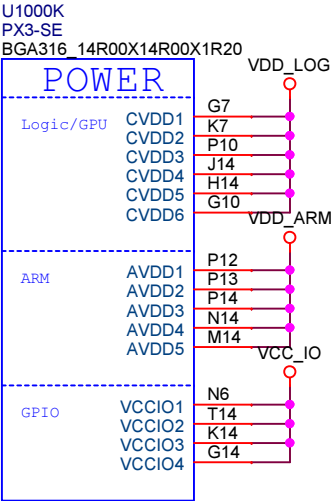 U1000K
PX3-SE
BGA316_14R00X14R00X1R20
POWER
VDD_LOG
Logic/GPU
CVDD1 G7
CVDD2 K7
CVDD3 P10
CVDD4 J14
CVDD5 H14
CVDD6 G10
VDD_ARM
ARM
AVDD1 P12
AVDD2 P13
AVDD3 P14
AVDD4 N14
AVDD5 M14
VCC_IO
GPIO
VCCIO1 N6
VCCIO2 T14
VCCIO3 K14
VCCIO4 G14